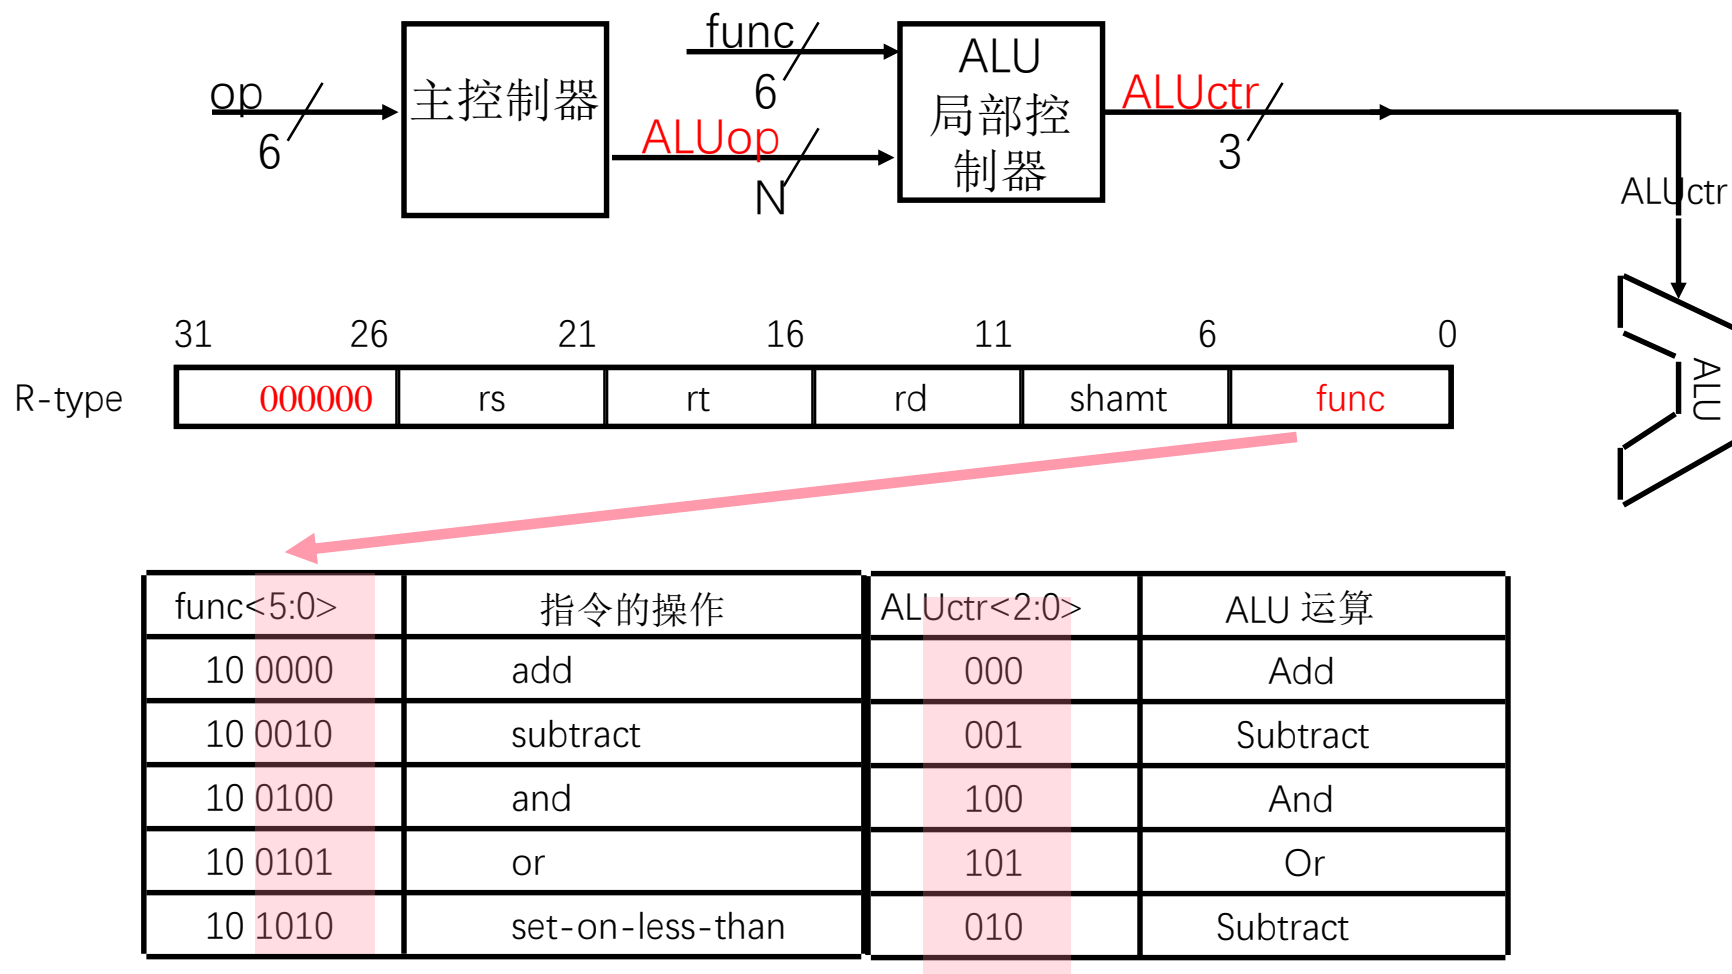 func
ALU
局部控
制器
6
op
6
主控制器
ALUop
N
ALUctr
3
ALUctr
ALU
31 26 21 16 11 6 0
R-type 000000 rs rt rd shamt func
func<5:0> 指令的操作 ALUctr<2:0> ALU 运算
10 0000 add 000 Add
10 0010 subtract 001 Subtract
10 0100 and 100 And
10 0101 or 101 Or
10 1010 set-on-less-than 010 Subtract